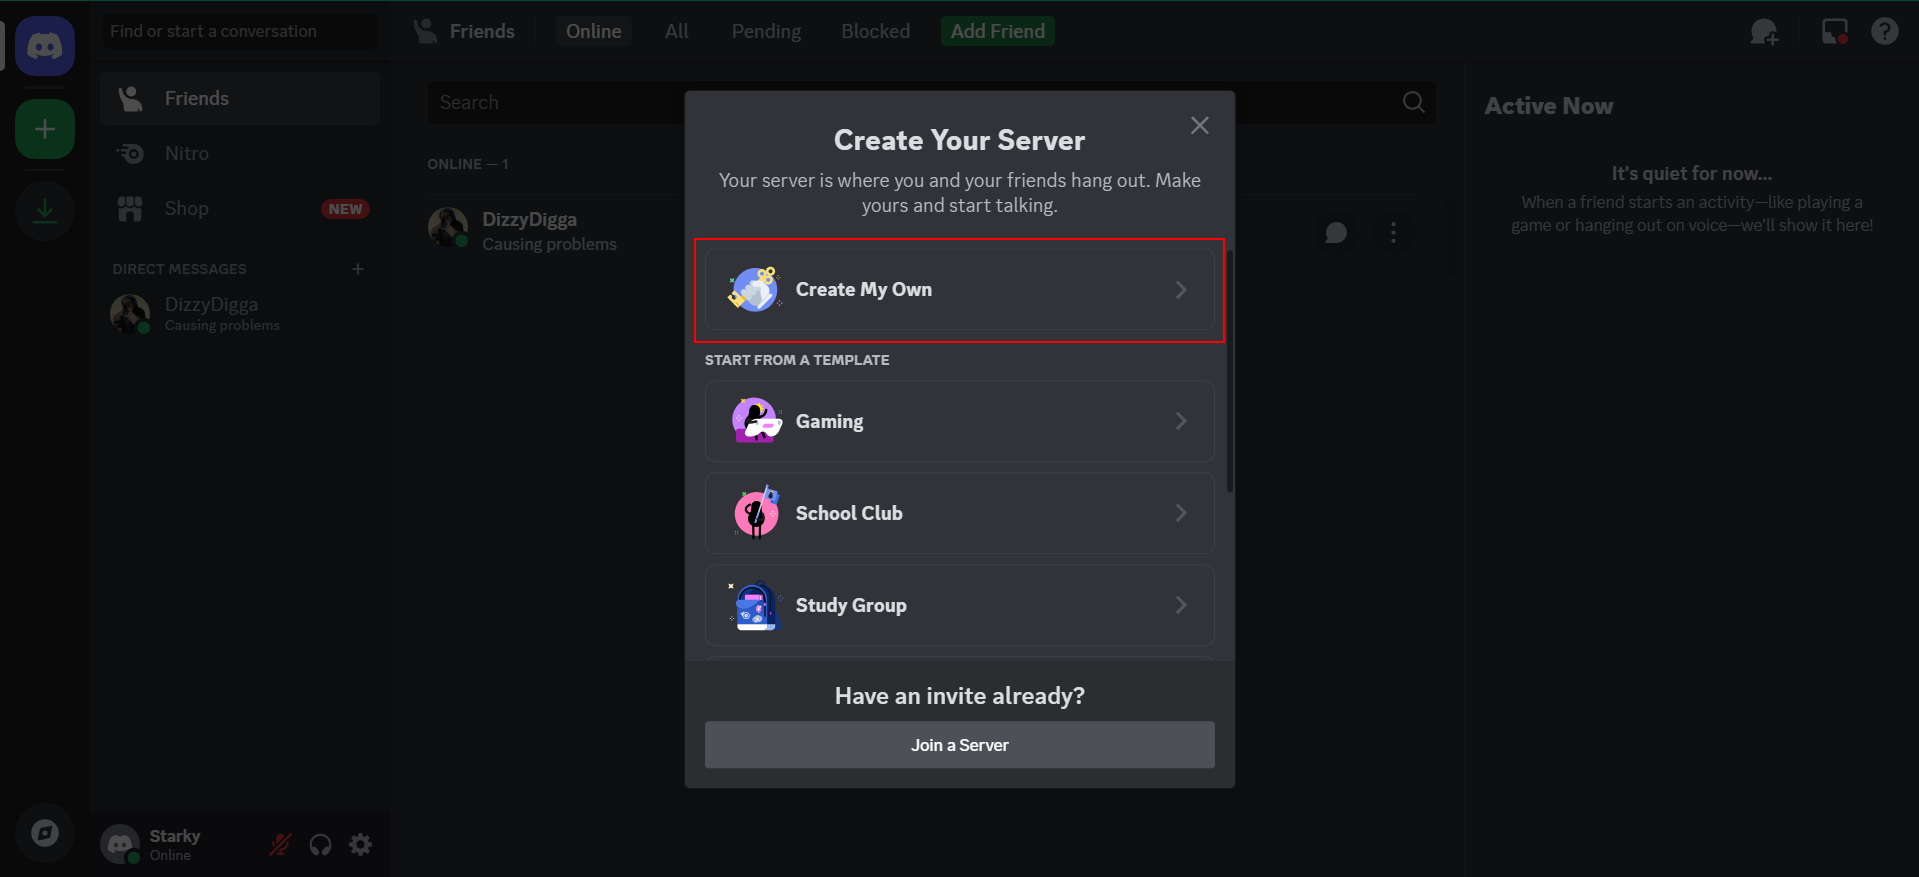 Find or start a conversation
Friends
Nitro
Shop
NEW
DIRECT MESSAGES
DizzyDigga
Causing problems
Starky
Online
Friends
Online
All
Pending
Blocked
Add Friend
Search
ONLINE — 1
DizzyDigga
Causing problems
Create Your Server
Your server is where you and your friends hang out. Make
yours and start talking.
Create My Own
START FROM A TEMPLATE
Gaming
School Club
Study Group
Have an invite already?
Join a Server
Active Now
It's quiet for now...
When a friend starts an activity—like playing a
game or hanging out on voice—we'll show it here!